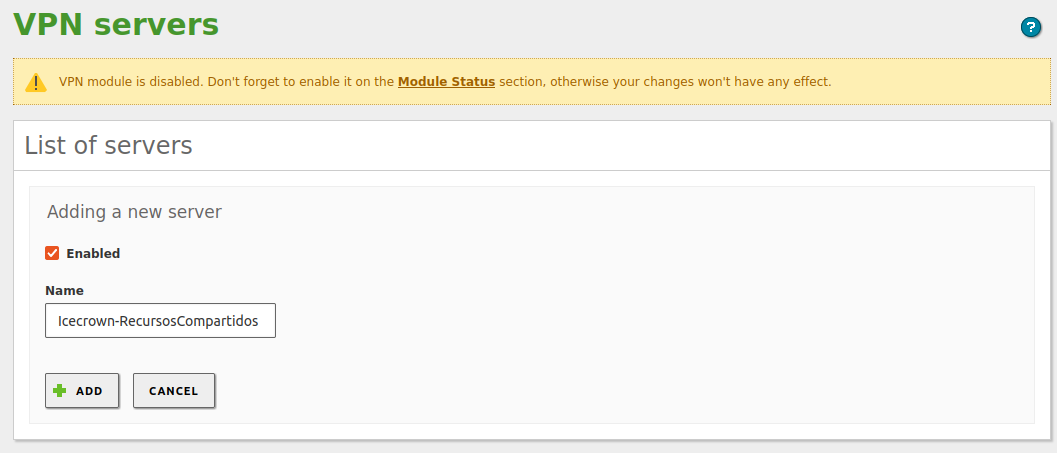 VPN servers
?
VPN module is disabled. Don't forget to enable it on the Module Status section, otherwise your changes won't have any effect.
List of servers
Adding a new server
Enabled
Name
Icecrown-RecursosCompartidos
ADD CANCEL